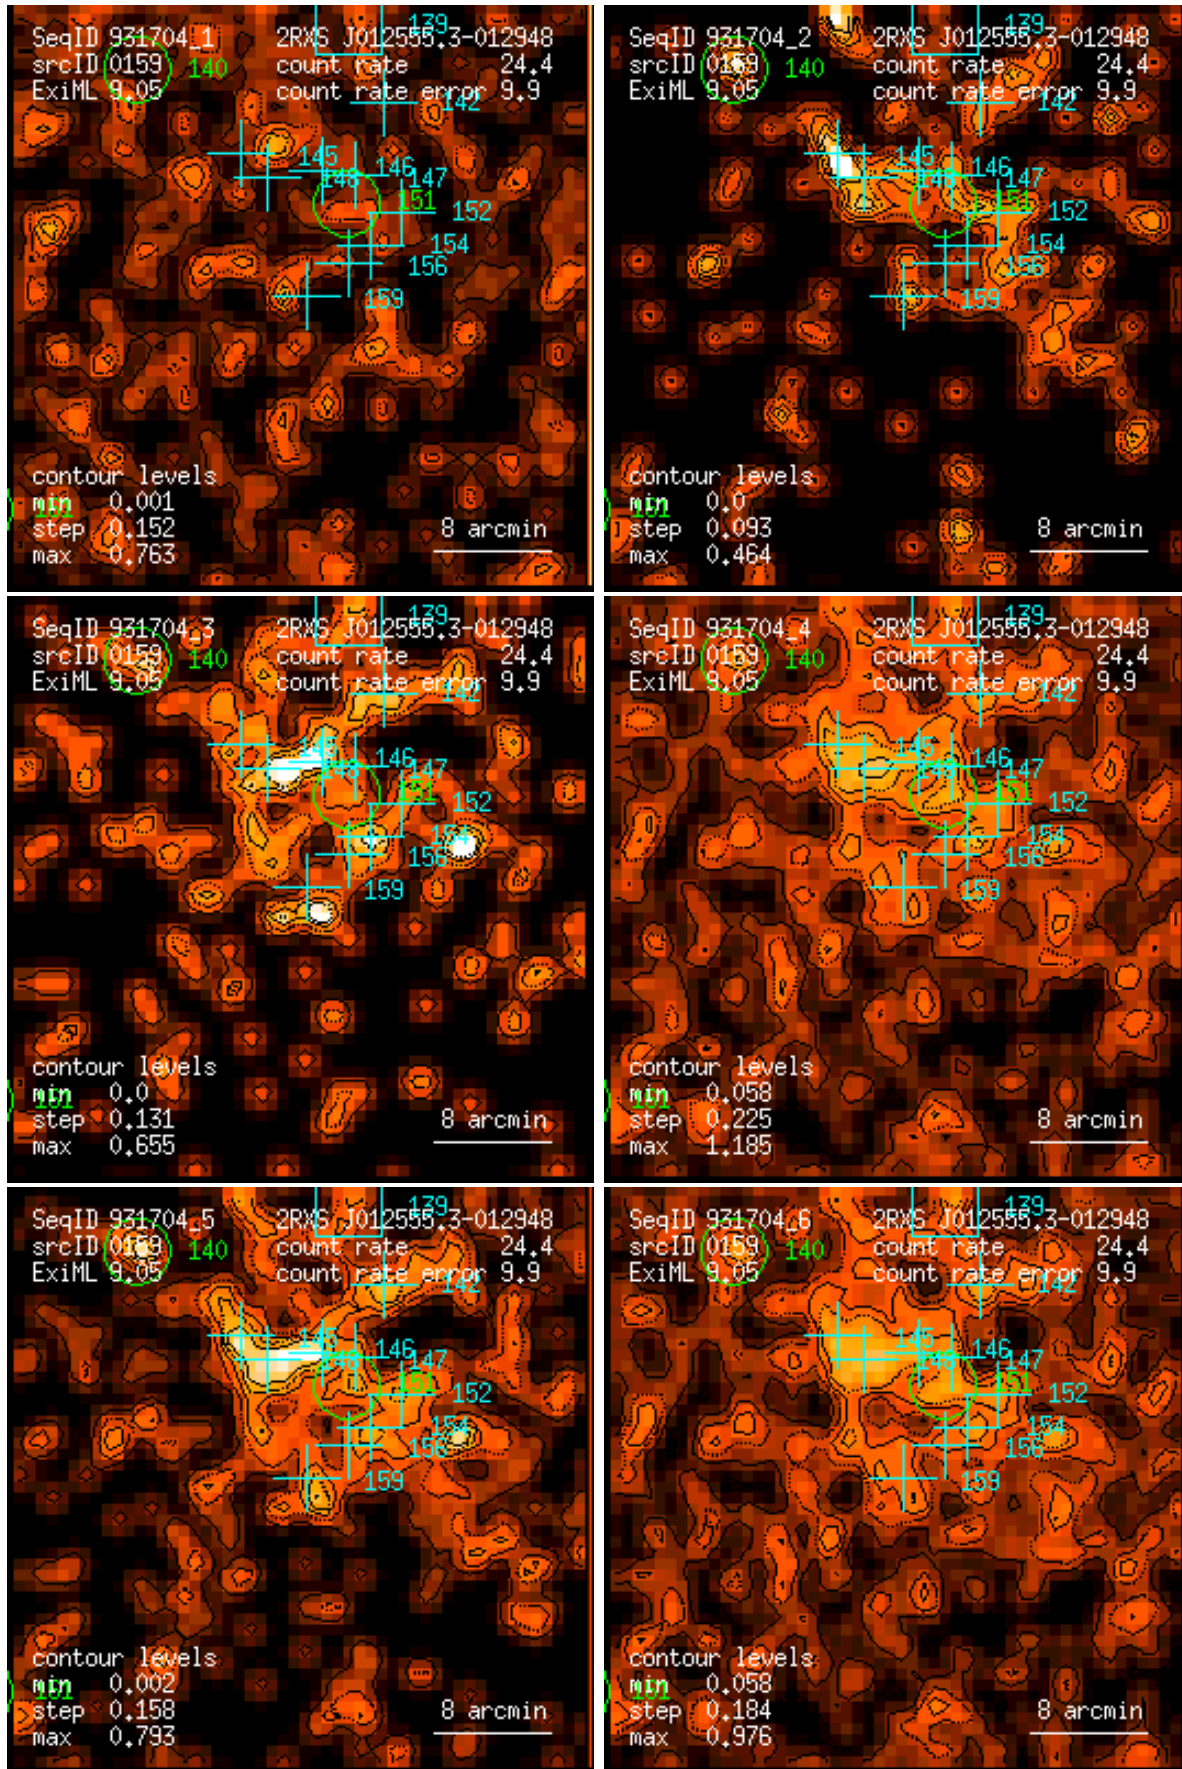 139
SeqID 931704_1 2RXS J012555.3-012948
srcID 0159 140 count rate 24.4
ExiML 9.05 count rate error 9.9
142
145 146
148 147
151 152
154
156
159
contour levels
min 0.001
161
step 0.152 8 arcmin
max 0.763
139
SeqID 931704_2 2RXS J012555.3-012948
srcID 0159 140 count rate 24.4
ExiML 9.05 count rate error 9.9
142
145 146
148 147
151 152
154
156
159
contour levels
min 0.0
161
step 0.093 8 arcmin
max 0.464
139
SeqID 931704_3 2RXS J012555.3-012948
srcID 0159 140 count rate 24.4
ExiML 9.05 count rate error 9.9
142
145 146
148 147
151 152
154
156
159
contour levels
min 0.0
161
step 0.131 8 arcmin
max 0.655
139
SeqID 931704_4 2RXS J012555.3-012948
srcID 0159 140 count rate 24.4
ExiML 9.05 count rate error 9.9
142
145 146
148 147
151 152
154
156
159
contour levels
min 0.058
161
step 0.225 8 arcmin
max 1.185
139
SeqID 931704_5 2RXS J012555.3-012948
srcID 0159 140 count rate 24.4
ExiML 9.05 count rate error 9.9
142
145 146
148 147
151 152
154
156
159
contour levels
min 0.002
161
step 0.158 8 arcmin
max 0.793
139
SeqID 931704_6 2RXS J012555.3-012948
srcID 0159 140 count rate 24.4
ExiML 9.05 count rate error 9.9
142
145 146
148 147
151 152
154
156
159
contour levels
min 0.058
161
step 0.184 8 arcmin
max 0.976